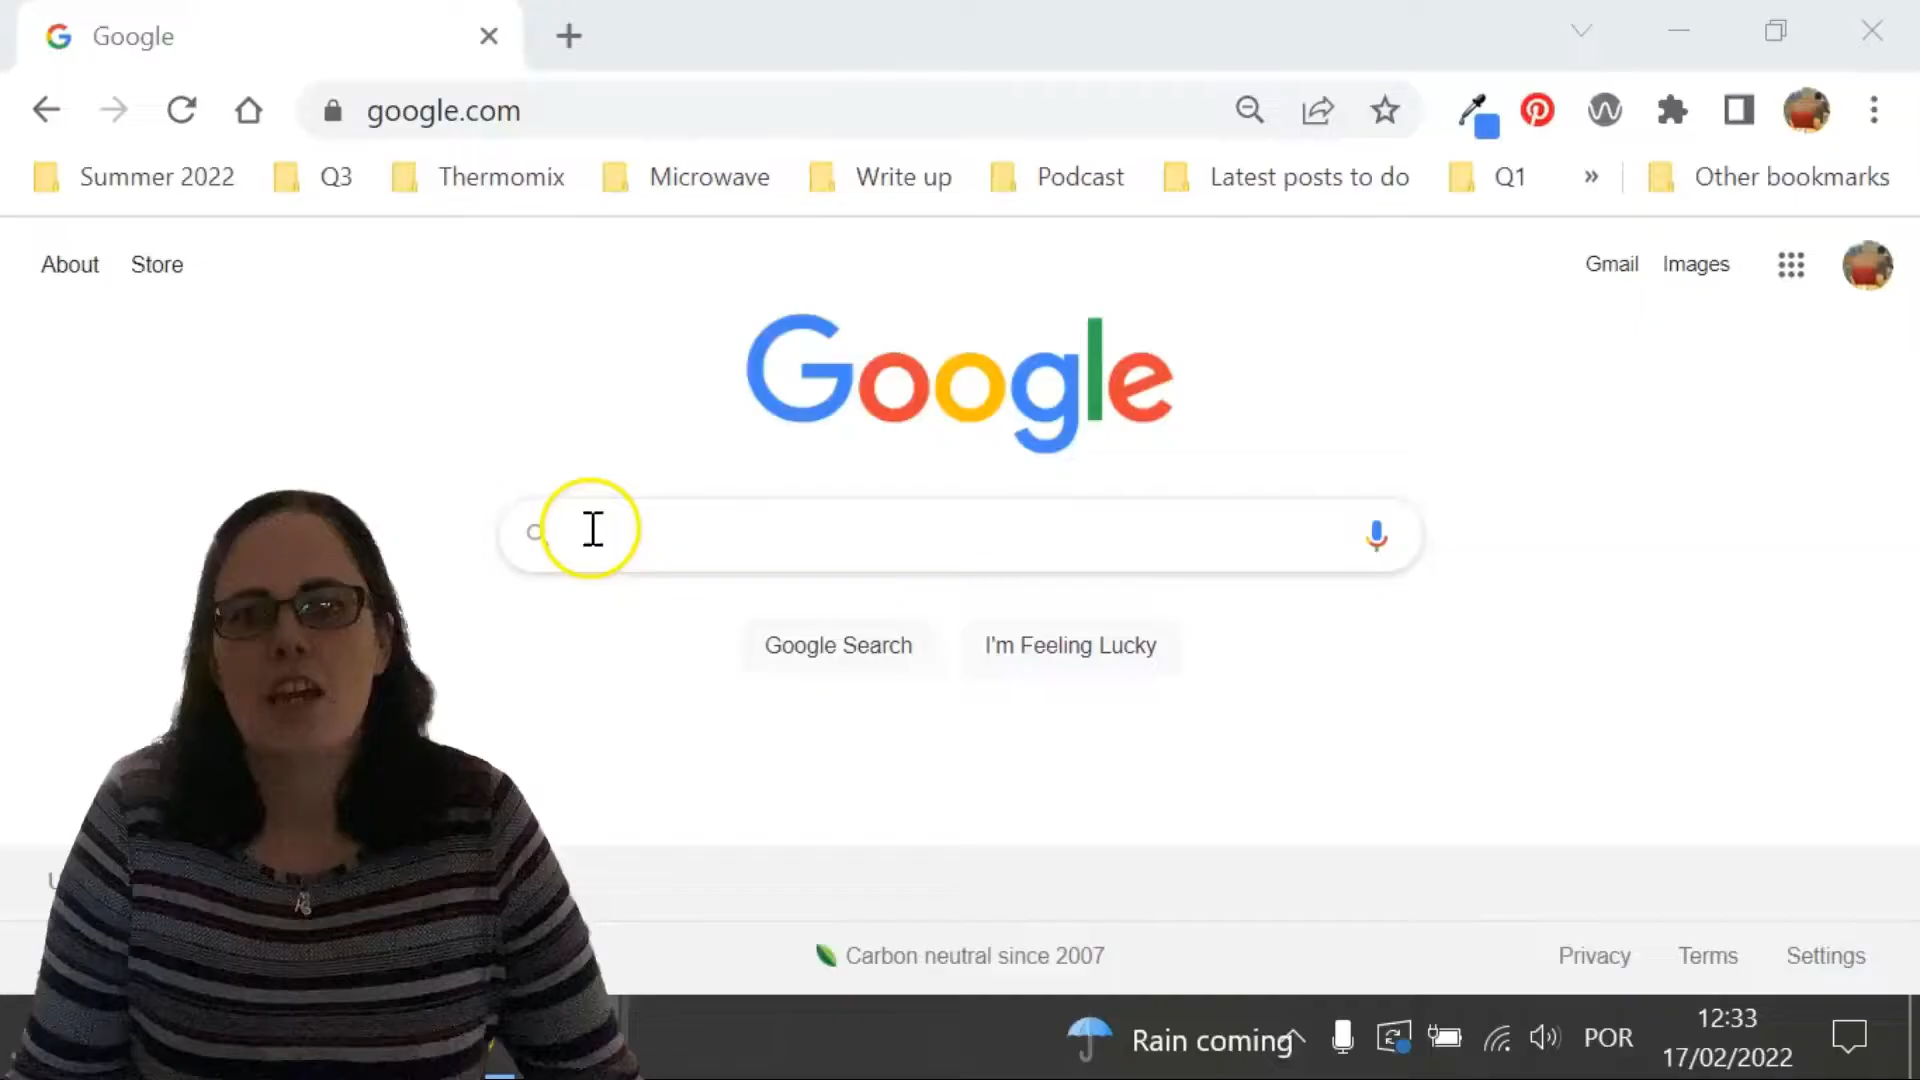 Google
google.com
Summer 2022 Q3 Thermomix Microwave Write up Podcast Latest posts to do Q1 » Other bookmarks
About Store Gmail Images
Google
Google Search I'm Feeling Lucky
Carbon neutral since 2007 Privacy Terms Settings
Rain coming POR 12:33
17/02/2022